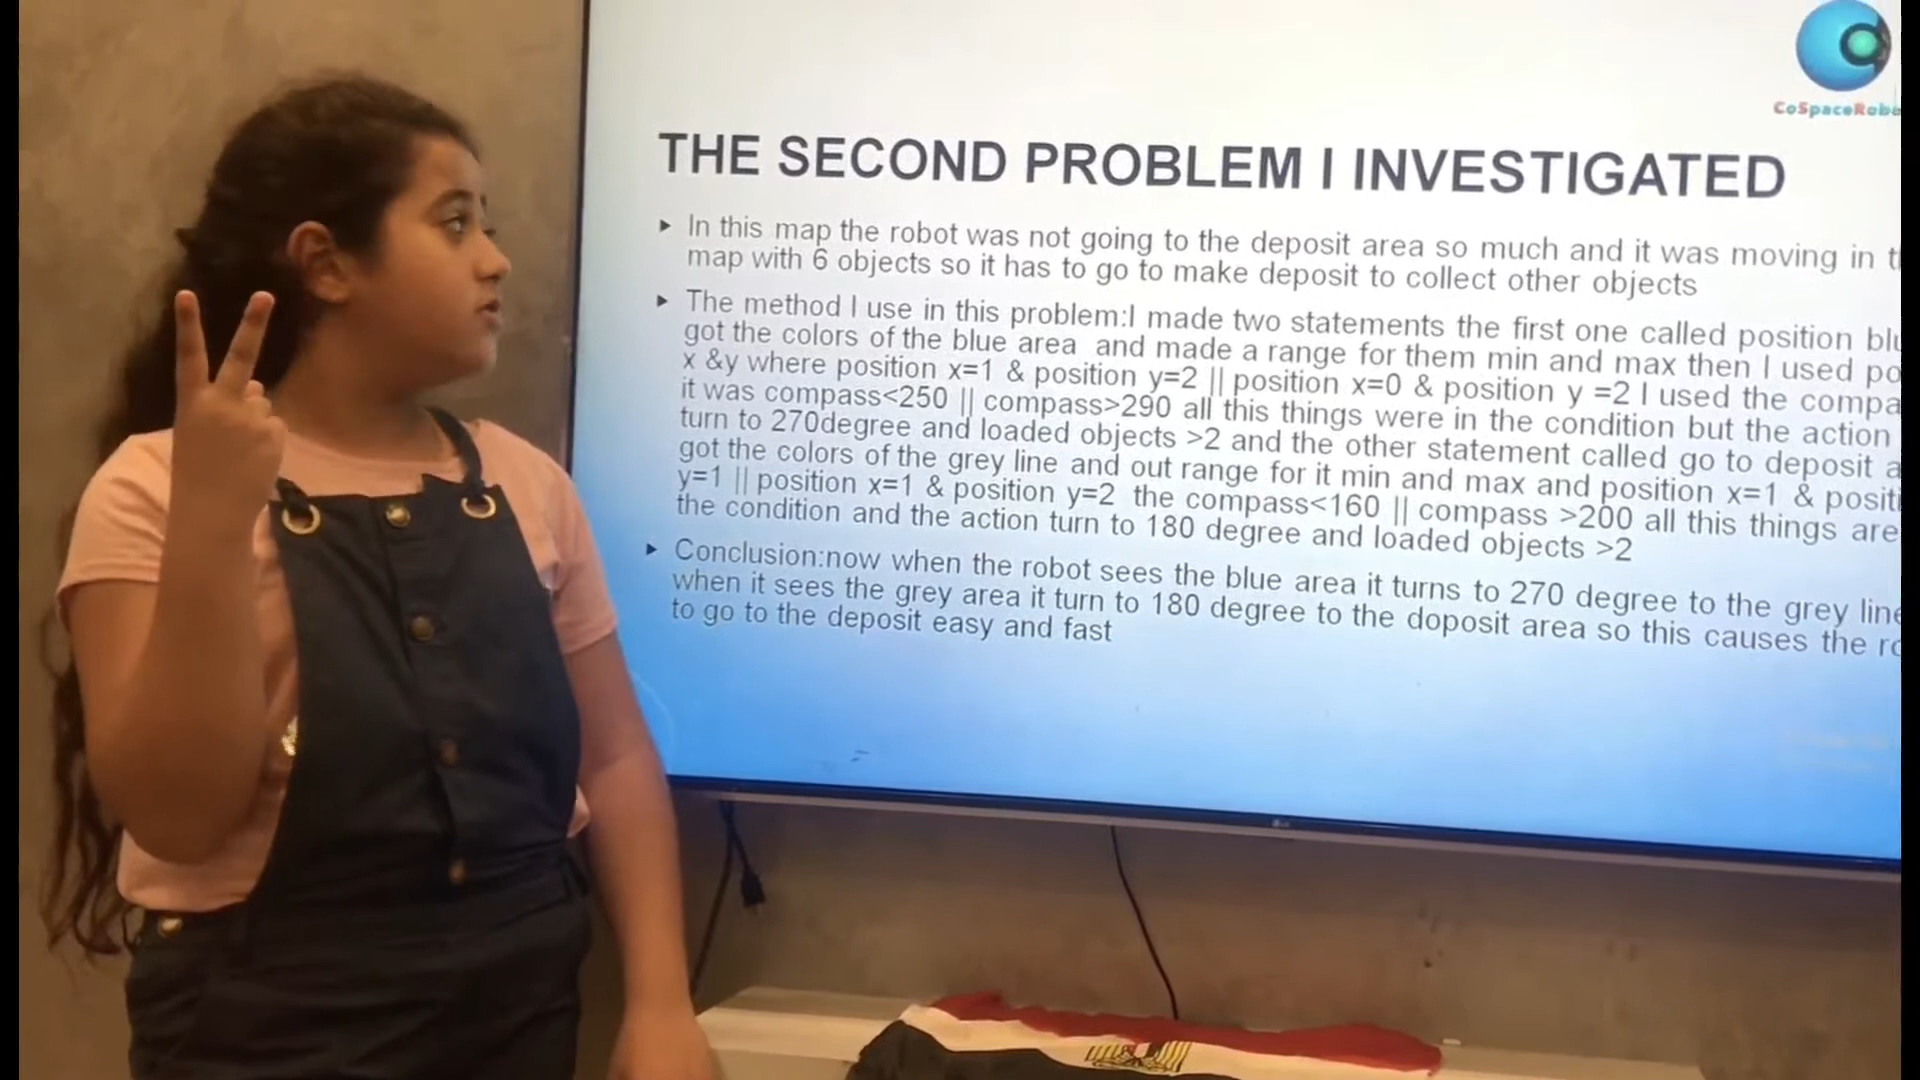 CoSpaceRobo
THE SECOND PROBLEM I INVESTIGATED
In this map the robot was not going to the deposit area so much and it was moving in t
map with 6 objects so it has to go to make deposit to collect other objects
The method I use in this problem:I made two statements the first one called position blu
got the colors of the blue area and made a range for them min and max then I used po
x &y where position x=1 & position y=2 || position x=0 & position y =2 I used the compa
it was compass<250 || compass>290 all this things were in the condition but the action
turn to 270degree and loaded objects >2 and the other statement called go to deposit a
got the colors of the grey line and out range for it min and max and position x=1 & positi
y=1 || position x=1 & position y=2 the compass<160 || compass >200 all this things are
the condition and the action turn to 180 degree and loaded objects >2
Conclusion:now when the robot sees the blue area it turns to 270 degree to the grey line
when it sees the grey area it turn to 180 degree to the doposit area so this causes the ro
to go to the deposit easy and fast